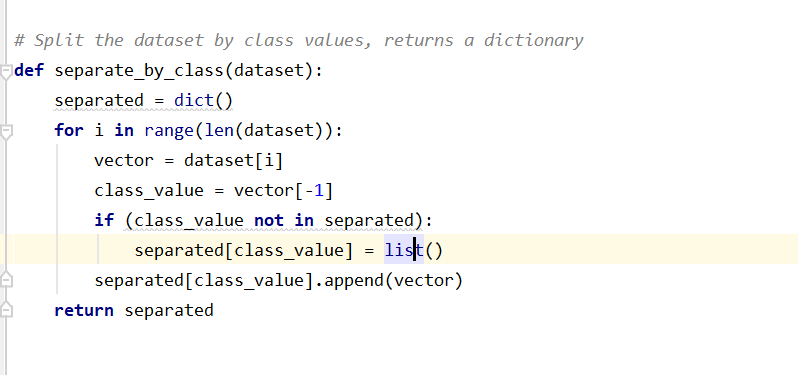 # Split the dataset by class values, returns a dictionary
def separate_by_class(dataset):
    separated = dict()
    for i in range(len(dataset)):
        vector = dataset[i]
        class_value = vector[-1]
        if (class_value not in separated):
            separated[class_value] = list()
        separated[class_value].append(vector)
    return separated